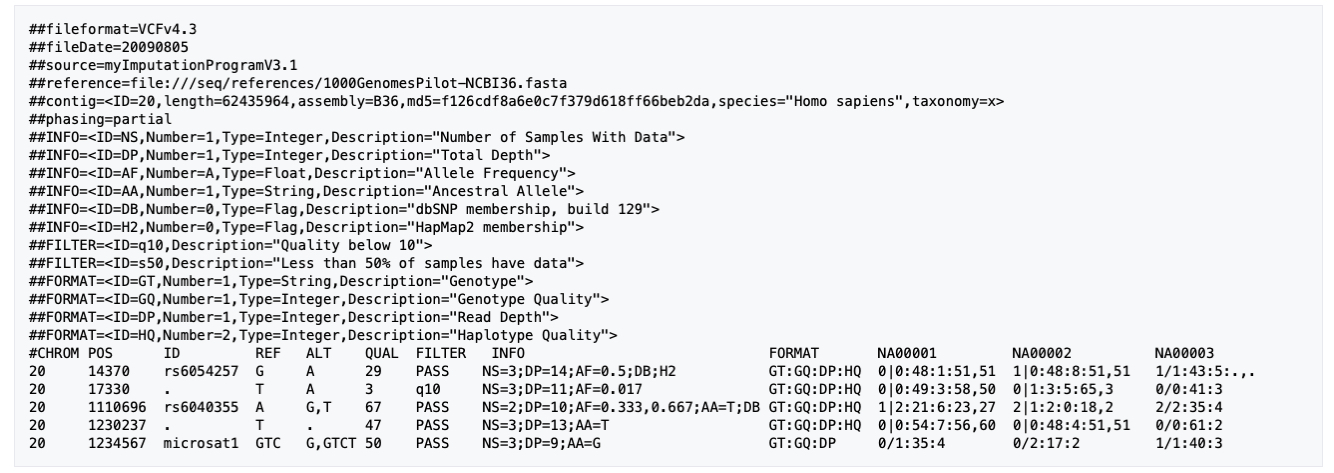 ##fileformat=VCFv4.3
##fileDate=20090805
##source=myImputationProgramV3.1
##reference=file:///seq/references/1000GenomesPilot-NCBI36.fasta
##contig=<ID=20,length=62435964,assembly=B36,md5=f126cdf8a6e0c7f379d618ff66beb2da,species="Homo sapiens",taxonomy=x>
##phasing=partial
##INFO=<ID=NS,Number=1,Type=Integer,Description="Number of Samples With Data">
##INFO=<ID=DP,Number=1,Type=Integer,Description="Total Depth">
##INFO=<ID=AF,Number=A,Type=Float,Description="Allele Frequency">
##INFO=<ID=AA,Number=1,Type=String,Description="Ancestral Allele">
##INFO=<ID=DB,Number=0,Type=Flag,Description="dbSNP membership, build 129">
##INFO=<ID=H2,Number=0,Type=Flag,Description="HapMap2 membership">
##FILTER=<ID=q10,Description="Quality below 10">
##FILTER=<ID=s50,Description="Less than 50% of samples have data">
##FORMAT=<ID=GT,Number=1,Type=String,Description="Genotype">
##FORMAT=<ID=GQ,Number=1,Type=Integer,Description="Genotype Quality">
##FORMAT=<ID=DP,Number=1,Type=Integer,Description="Read Depth">
##FORMAT=<ID=HQ,Number=2,Type=Integer,Description="Haplotype Quality">
#CHROM POS ID REF ALT QUAL FILTER INFO FORMAT NA00001 NA00002 NA00003
20 14370 rs6054257 G A 29 PASS NS=3;DP=14;AF=0.5;DB;H2 GT:GQ:DP:HQ 0|0:48:1:51,51 1|0:48:8:51,51 1/1:43:5:.,.
20 17330 . T A 3 q10 NS=3;DP=11;AF=0.017 GT:GQ:DP:HQ 0|0:49:3:58,50 0|1:3:5:65,3 0/0:41:3
20 1110696 rs6040355 A G,T 67 PASS NS=2;DP=10;AF=0.333,0.667;AA=T;DB GT:GQ:DP:HQ 1|2:21:6:23,27 2|1:2:0:18,2 2/2:35:4
20 1230237 . T . 47 PASS NS=3;DP=13;AA=T GT:GQ:DP:HQ 0|0:54:7:56,60 0|0:48:4:51,51 0/0:61:2
20 1234567 microsat1 GTC G,GTCT 50 PASS NS=3;DP=9;AA=G GT:GQ:DP 0/1:35:4 0/2:17:2 1/1:40:3